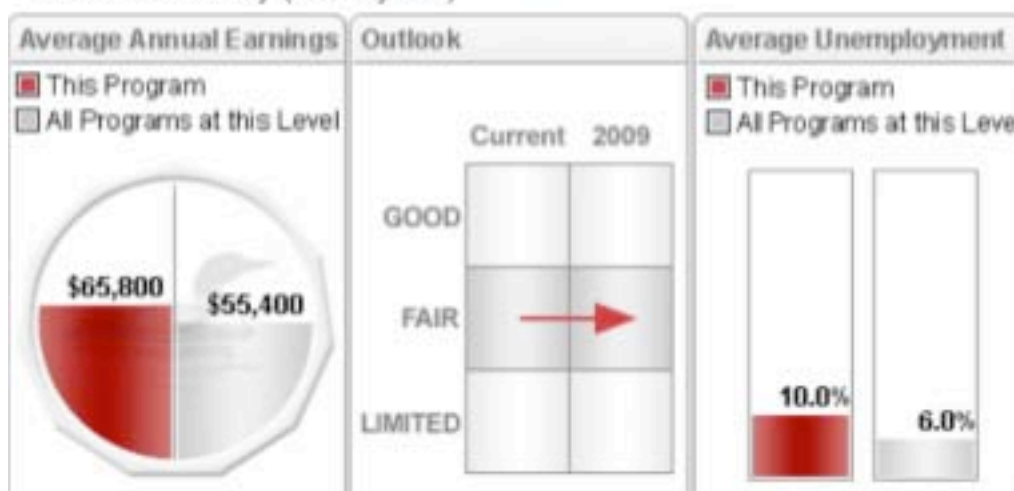 Average Annual Earnings
This Program
All Programs at this Level
$65,800
$55,400
Outlook
Current 2009
GOOD
FAIR
LIMITED
Average Unemployment
This Program
All Programs at this Leve
10.0%
6.0%